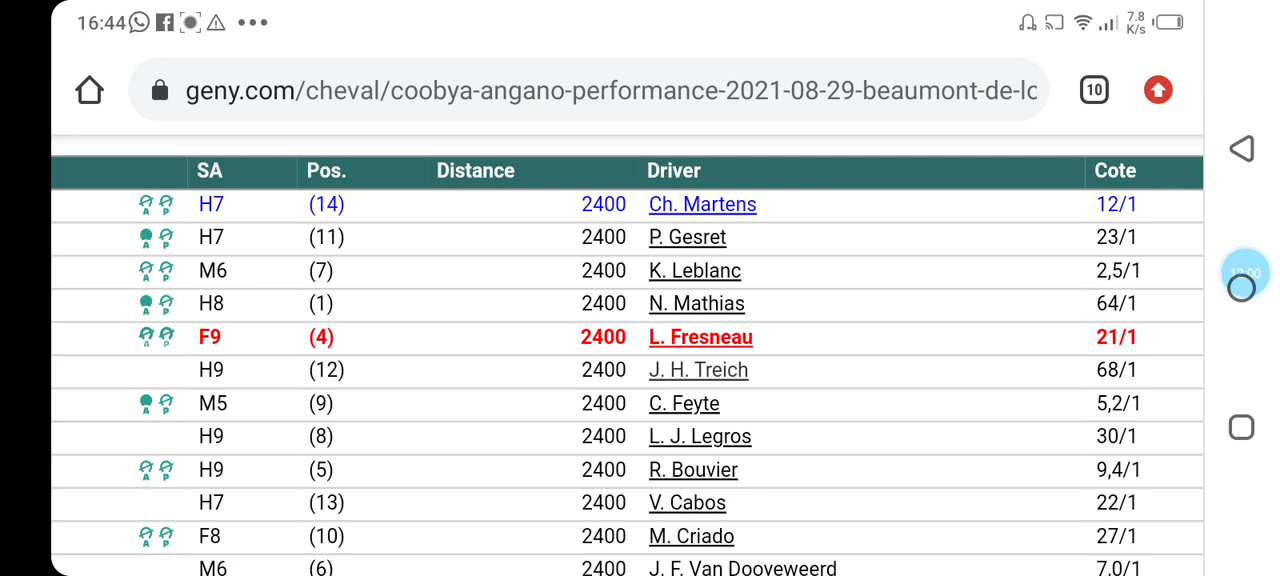 16:44 7.8 K/s
geny.com/cheval/coobya-angano-performance-2021-08-29-beaumont-de-lc 10
SA Pos. Distance Driver Cote
A P H7 (14) 2400 Ch. Martens 12/1
A P H7 (11) 2400 P. Gesret 23/1
A P M6 (7) 2400 K. Leblanc 2,5/1
12:00
A P H8 (1) 2400 N. Mathias 64/1
A P F9 (4) 2400 L. Fresneau 21/1
H9 (12) 2400 J. H. Treich 68/1
A P M5 (9) 2400 C. Feyte 5,2/1
H9 (8) 2400 L. J. Legros 30/1
A P H9 (5) 2400 R. Bouvier 9,4/1
H7 (13) 2400 V. Cabos 22/1
A P F8 (10) 2400 M. Criado 27/1
M6 (6) 2400 J. F. Van Dooyeweerd 7,0/1